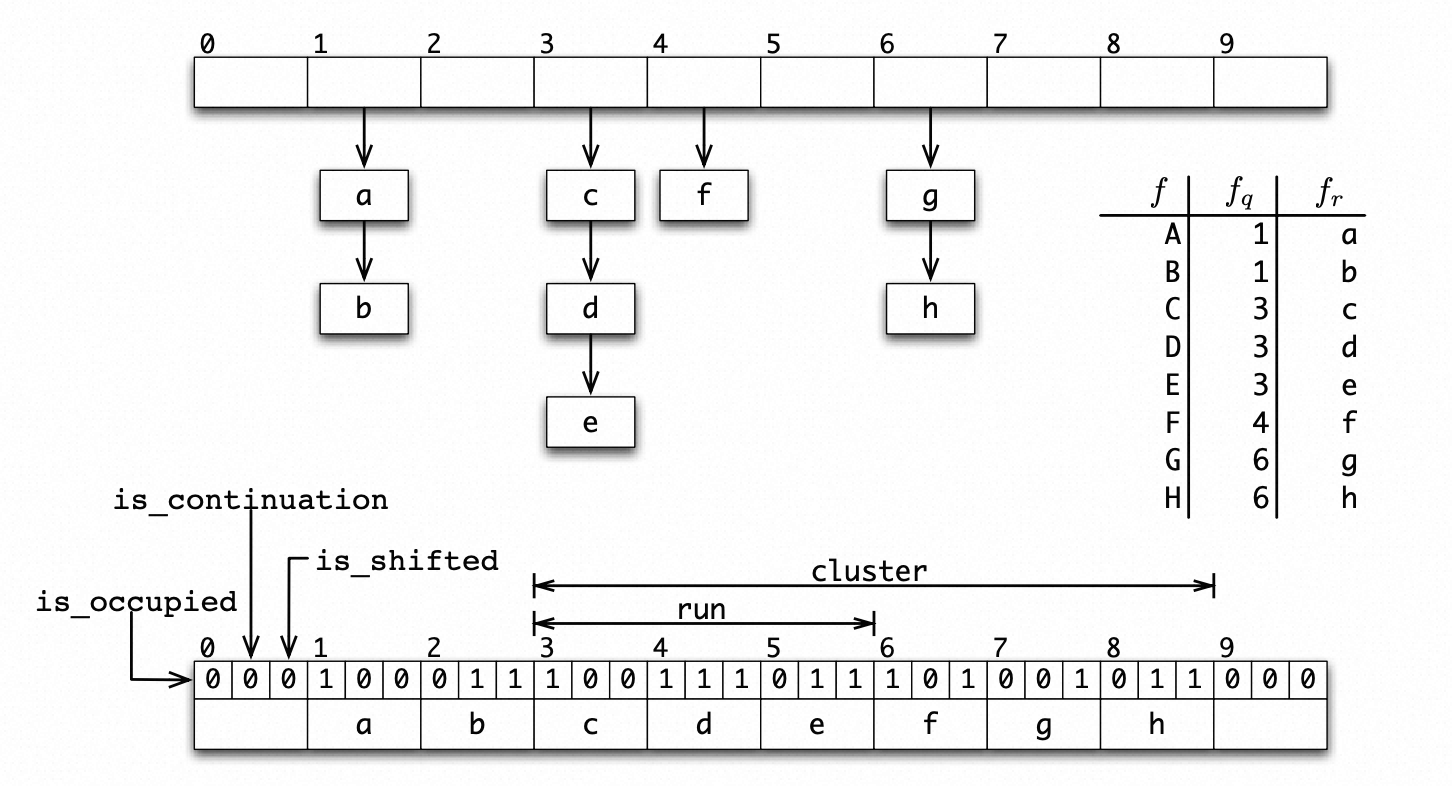 0 1 2 3 4 5 6 7 8 9
a c f g
b d h
e
f fq fr
A 1 a
B 1 b
C 3 c
D 3 d
E 3 e
F 4 f
G 6 g
H 6 h
is_continuation
is_shifted
cluster
is_occupied
run
0 1 2 3 4 5 6 7 8 9
0 0 0 1 0 0 0 1 1 1 0 0 1 1 1 0 1 1 1 0 1 0 0 1 0 1 1 0 0 0
a b c d e f g h